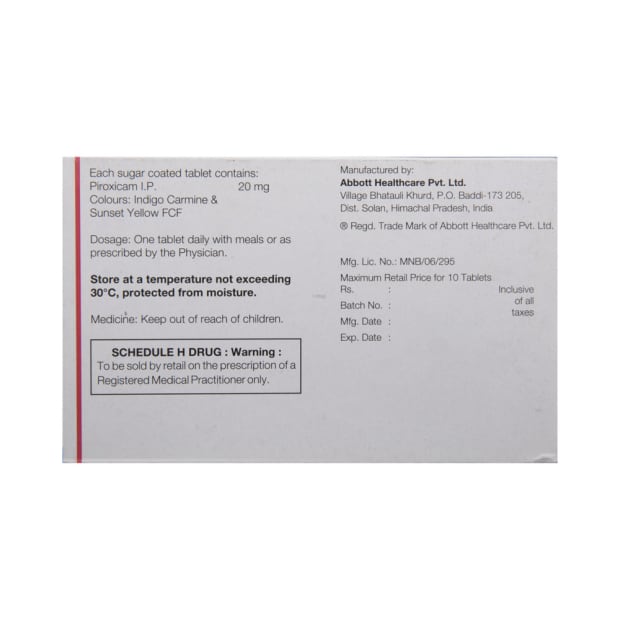 Each sugar coated tablet contains:
Piroxicam I.P. 20 mg
Colours: Indigo Carmine &
Sunset Yellow FCF
Dosage: One tablet daily with meals or as
prescribed by the Physician.
Store at a temperature not exceeding
30°C, protected from moisture.
Medicine: Keep out of reach of children.
SCHEDULE H DRUG : Warning :
To be sold by retail on the prescription of a
Registered Medical Practitioner only.
Manufactured by:
Abbott Healthcare Pvt. Ltd.
Village Bhatauli Khurd, P.O. Baddi-173 205,
Dist. Solan, Himachal Pradesh, India
® Regd. Trade Mark of Abbott Healthcare Pvt. Ltd.
Mfg. Lic. No.: MNB/06/295
Maximum Retail Price for 10 Tablets
Rs. : Inclusive
of all
taxes
Batch No. :
Mfg. Date :
Exp. Date :